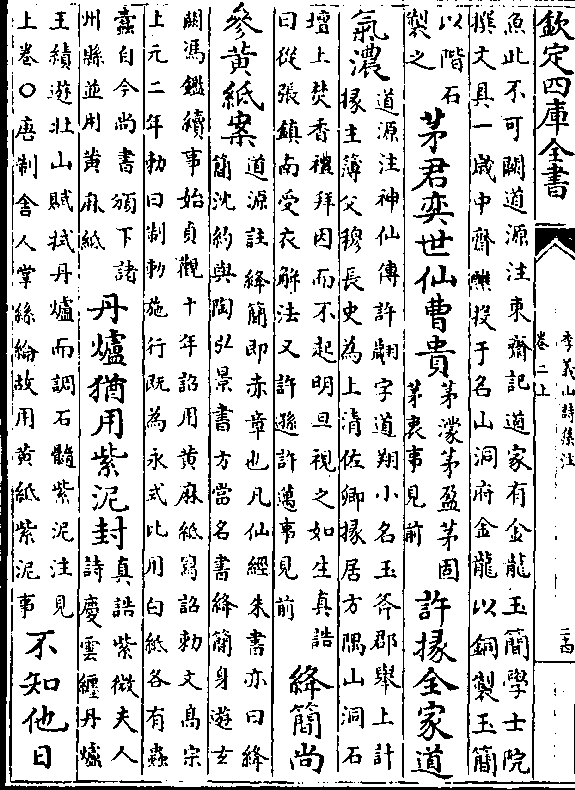 欽定四庫全書
李義山詩集注
卷二上
魚此不可闕道源注東齋記道家有金龍玉簡學士院
撰文具一歲中齋醮投于名山洞府金龍以銅製玉簡
以階石
製之
茅君奕世仙曹貴
茅濛茅盈茅固
茅衷事見前
許掾全家道
氣濃
道源注神仙傳許翽字道翔小名玉斧郡舉上計
掾主簿父穆長史為上清佐卿掾居方隅山洞石
壇上焚香禮拜因而不起明旦視之如生真誥
曰從張鎮南受衣解法又許遜許邁事見前
絳簡尚
參黃紙案
道源註絳簡即赤章也凡仙經朱書亦曰絳
簡沈約與陶弘景書方當名書絳簡身遊玄
闕馮鑑續事始貞觀十年詔用黃麻紙寫詔勅文高宗
上元二年勅曰制勅施行既為永式比用白紙各有蟲
蠹自今尚書頒下諸
州縣並用黃麻紙
丹爐猶用紫泥封
真誥紫微夫人
詩慶雲纏丹爐
王績遊北山賦拭丹爐而調石髓紫泥注見
上卷○唐制舍人掌絲綸故用黃紙紫泥事
不知他日